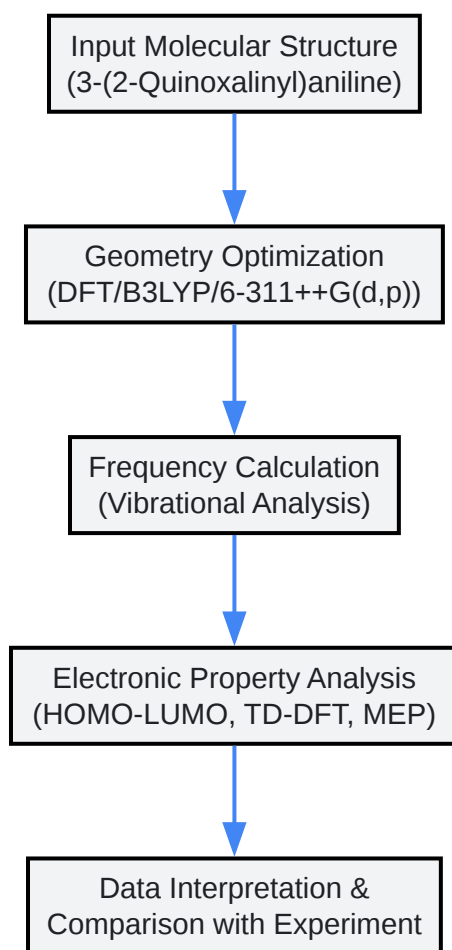 Input Molecular Structure
(3-(2-Quinoxalinyl)aniline)
Geometry Optimization
(DFT/B3LYP/6-311++G(d,p))
Frequency Calculation
(Vibrational Analysis)
Electronic Property Analysis
(HOMO-LUMO, TD-DFT, MEP)
Data Interpretation &
Comparison with Experiment